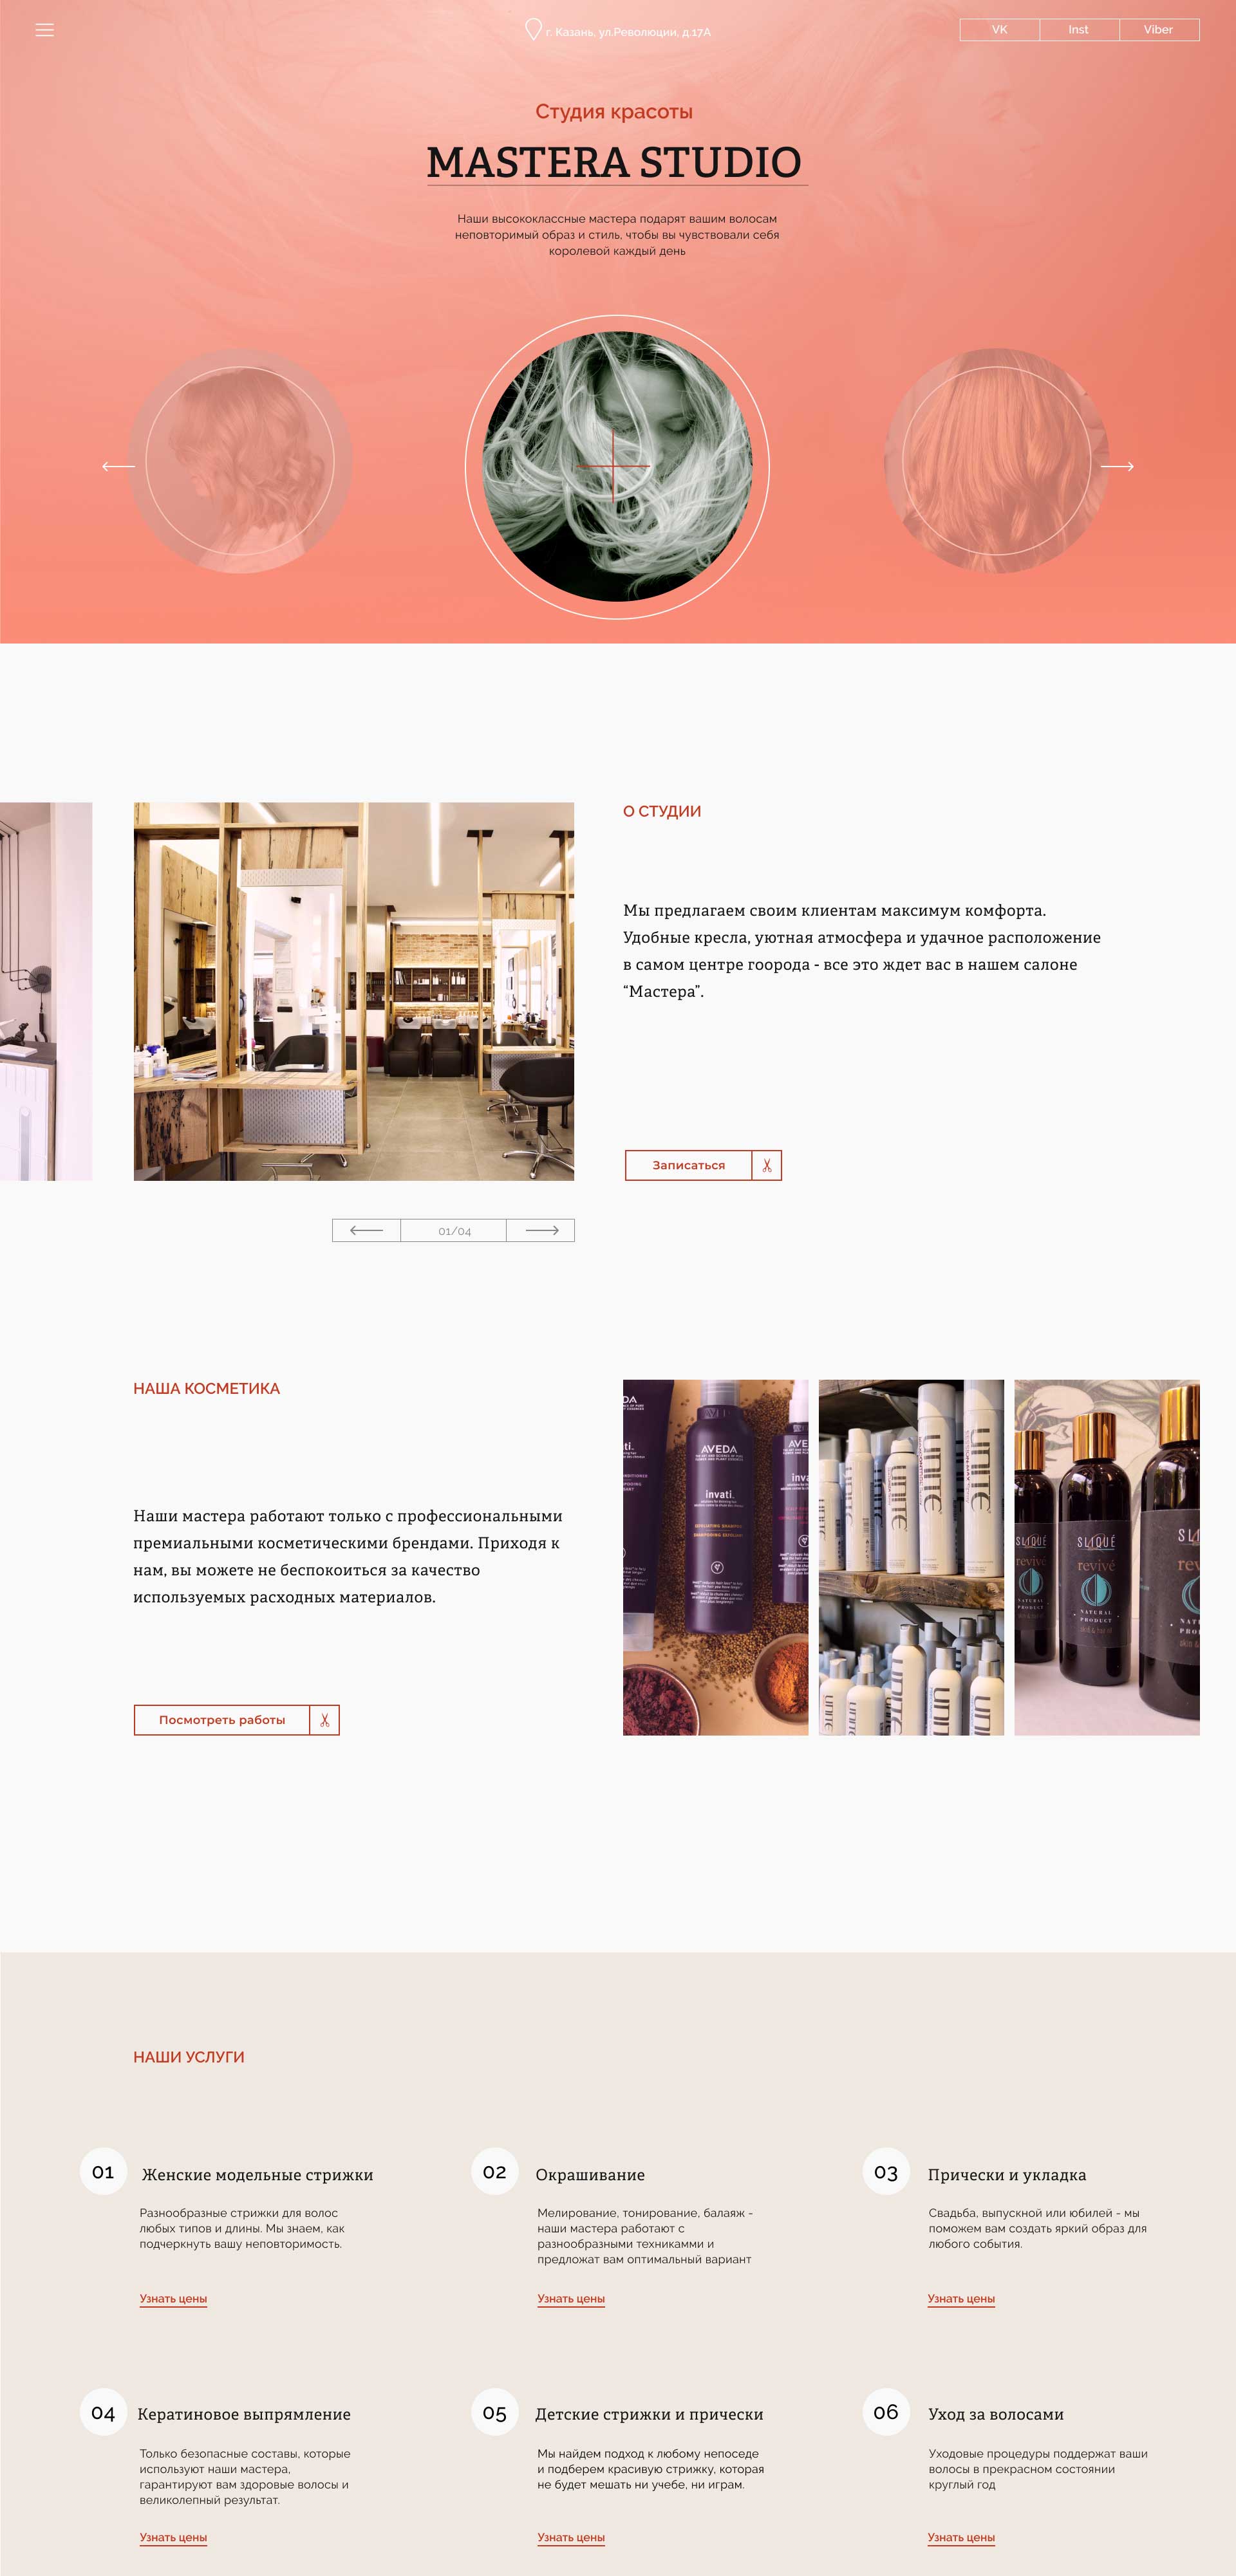 г. Казань, ул.Революции, д.17А
VK
Inst
Viber
Студия красоты
MASTERA STUDIO
Наши высококлассные мастера подарят вашим волосам
неповторимый образ и стиль, чтобы вы чувствовали себя
королевой каждый день
О СТУДИИ
Мы предлагаем своим клиентам максимум комфорта.
Удобные кресла, уютная атмосфера и удачное расположение
в самом центре гоорода - все это ждет вас в нашем салоне
“Мастера”.
Записаться
01/04
НАША КОСМЕТИКА
Наши мастера работают только с профессиональными
премиальными косметическими брендами. Приходя к
нам, вы можете не беспокоиться за качество
используемых расходных материалов.
Посмотреть работы
AVEDA
invati.
UNITE
UNITE
SLIQUÉ
revivé
NATURAL
PRODUCT
НАШИ УСЛУГИ
01
Женские модельные стрижки
Разнообразные стрижки для волос
любых типов и длины. Мы знаем, как
подчеркнуть вашу неповторимость.
Узнать цены
02
Окрашивание
Мелирование, тонирование, балаяж -
наши мастера работают с
разнообразными техникамми и
предложат вам оптимальный вариант
Узнать цены
03
Прически и укладка
Свадьба, выпускной или юбилей - мы
поможем вам создать яркий образ для
любого события.
Узнать цены
04
Кератиновое выпрямление
Только безопасные составы, которые
используют наши мастера,
гарантируют вам здоровые волосы и
великолепный результат.
Узнать цены
05
Детские стрижки и прически
Мы найдем подход к любому непоседе
и подберем красивую стрижку, которая
не будет мешать ни учебе, ни играм.
Узнать цены
06
Уход за волосами
Уходовые процедуры поддержат ваши
волосы в прекрасном состоянии
круглый год
Узнать цены